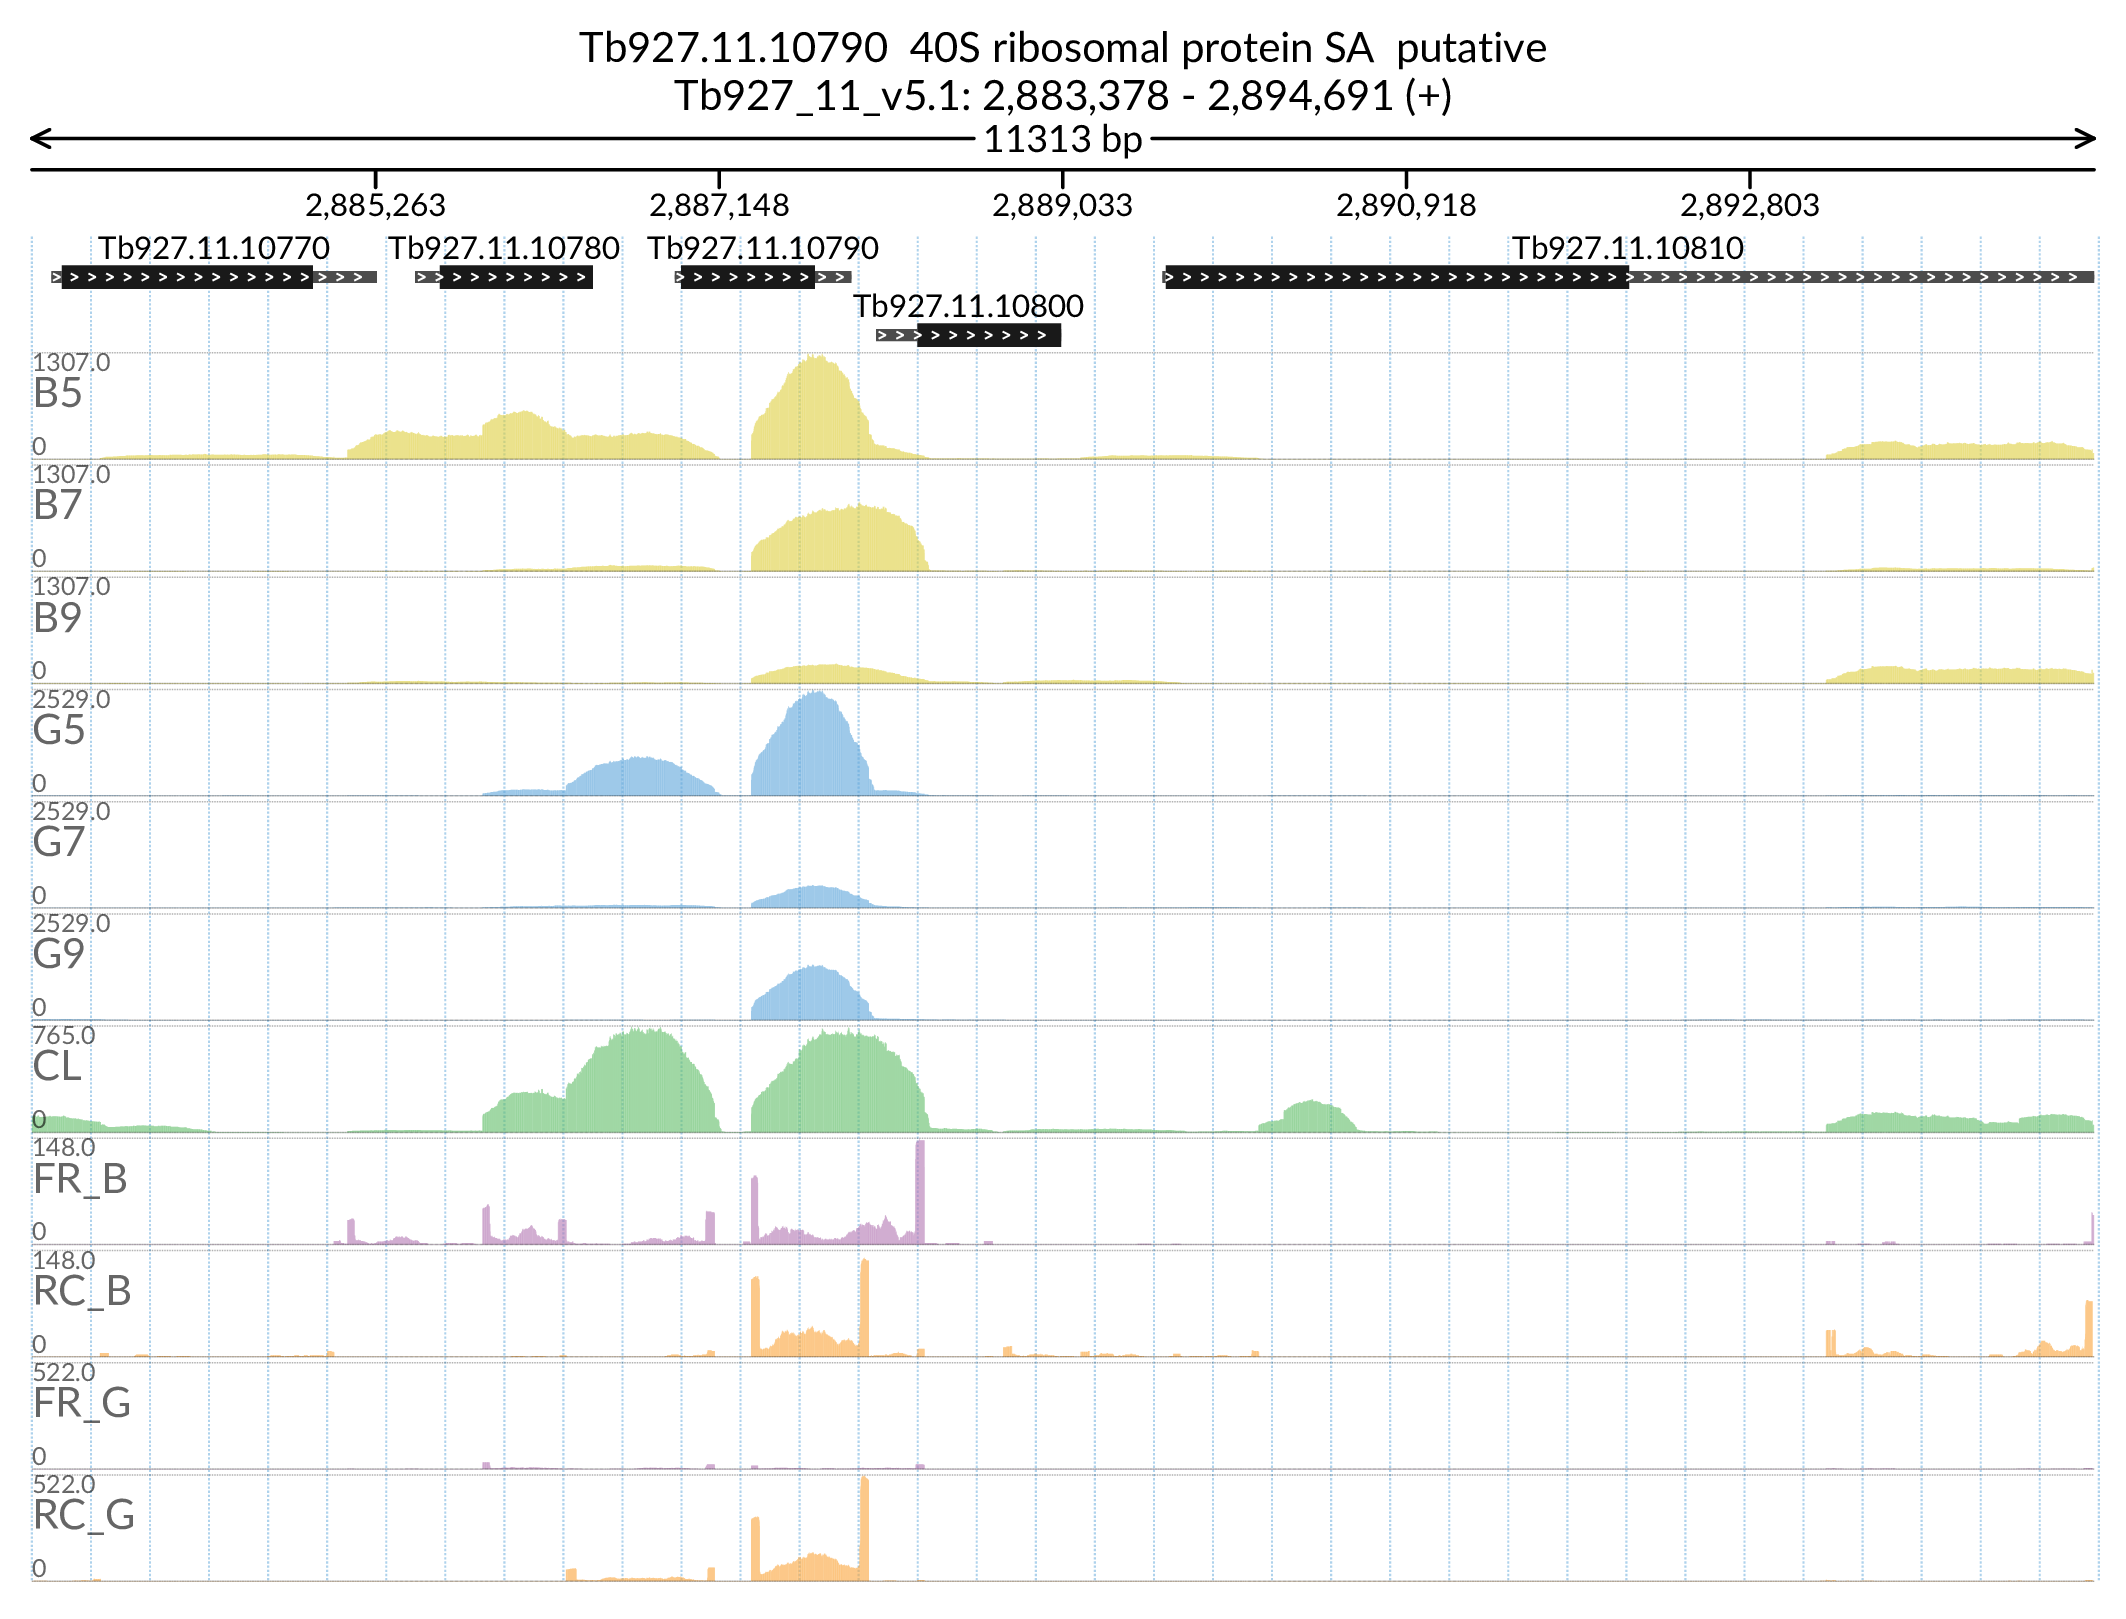 Tb927.11.10790  40S ribosomal protein SA  putative
Tb927_11_v5.1: 2,883,378 - 2,894,691 (+)
11313 bp
2,885,263 2,887,148 2,889,033 2,890,918 2,892,803
Tb927.11.10770 Tb927.11.10780 Tb927.11.10790 Tb927.11.10810
Tb927.11.10800
1307.0
B5
0
1307.0
B7
0
1307.0
B9
0
2529.0
G5
0
2529.0
G7
0
2529.0
G9
0
765.0
CL
0
148.0
FR_B
0
148.0
RC_B
0
522.0
FR_G
0
522.0
RC_G
0